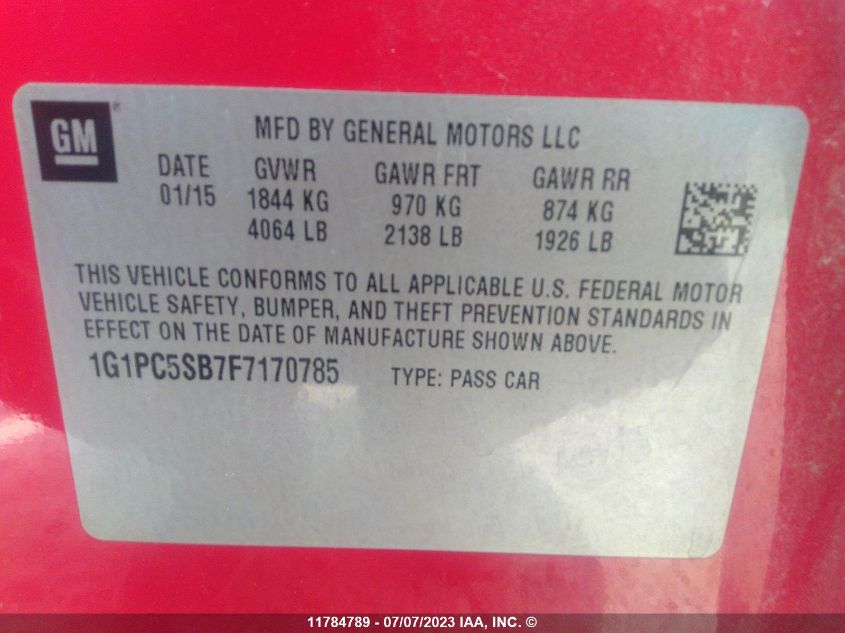 GM®
MFD BY GENERAL MOTORS LLC
DATE GVWR GAWR FRT GAWR RR
01/15 1844 KG 970 KG 874 KG
4064 LB 2138 LB 1926 LB
THIS VEHICLE CONFORMS TO ALL APPLICABLE U.S. FEDERAL MOTOR
VEHICLE SAFETY, BUMPER, AND THEFT PREVENTION STANDARDS IN
EFFECT ON THE DATE OF MANUFACTURE SHOWN ABOVE.
1G1PC5SB7F7170785 TYPE: PASS CAR
11784789 - 07/07/2023 IAA, INC. ©